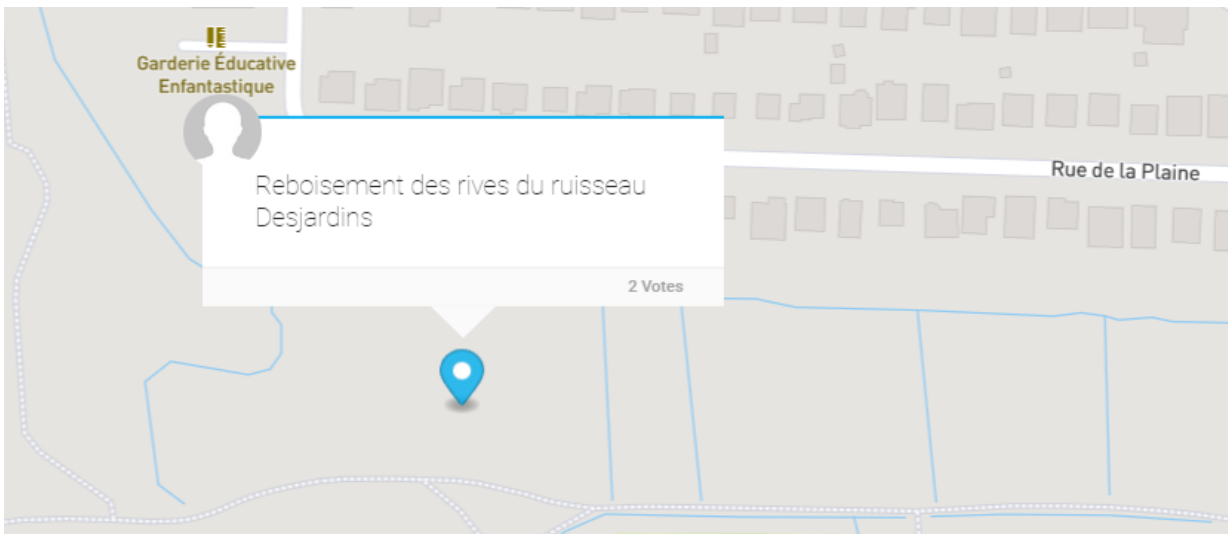 Garderie Éducative
Enfantastique
Reboisement des rives du ruisseau
Desjardins
2 Votes
Rue de la Plaine